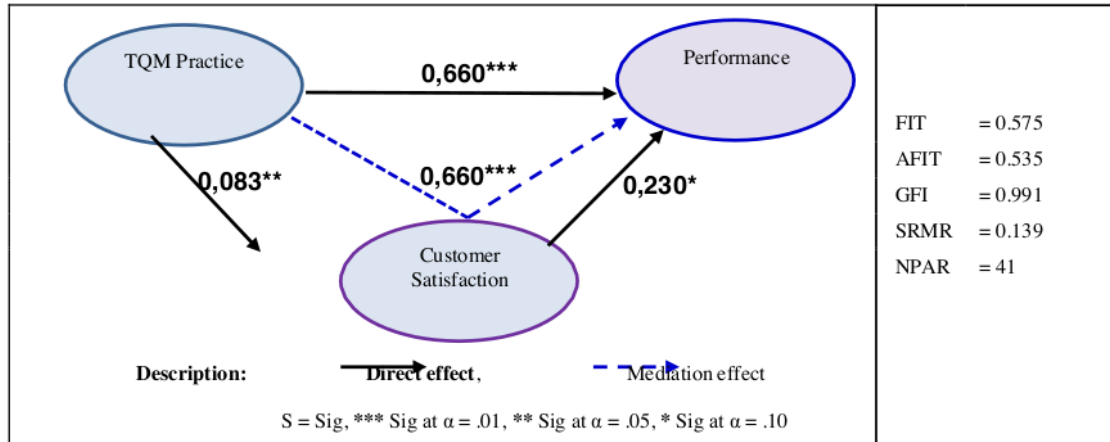 TQM Practice
Performance
0,660***
0,083**
0,660***
0,230*
Customer
Satisfaction
Description: Direct effect, Mediation effect
S = Sig, *** Sig at α = .01, ** Sig at α = .05, * Sig at α = .10
FIT = 0.575
AFIT = 0.535
GFI = 0.991
SRMR = 0.139
NPAR = 41